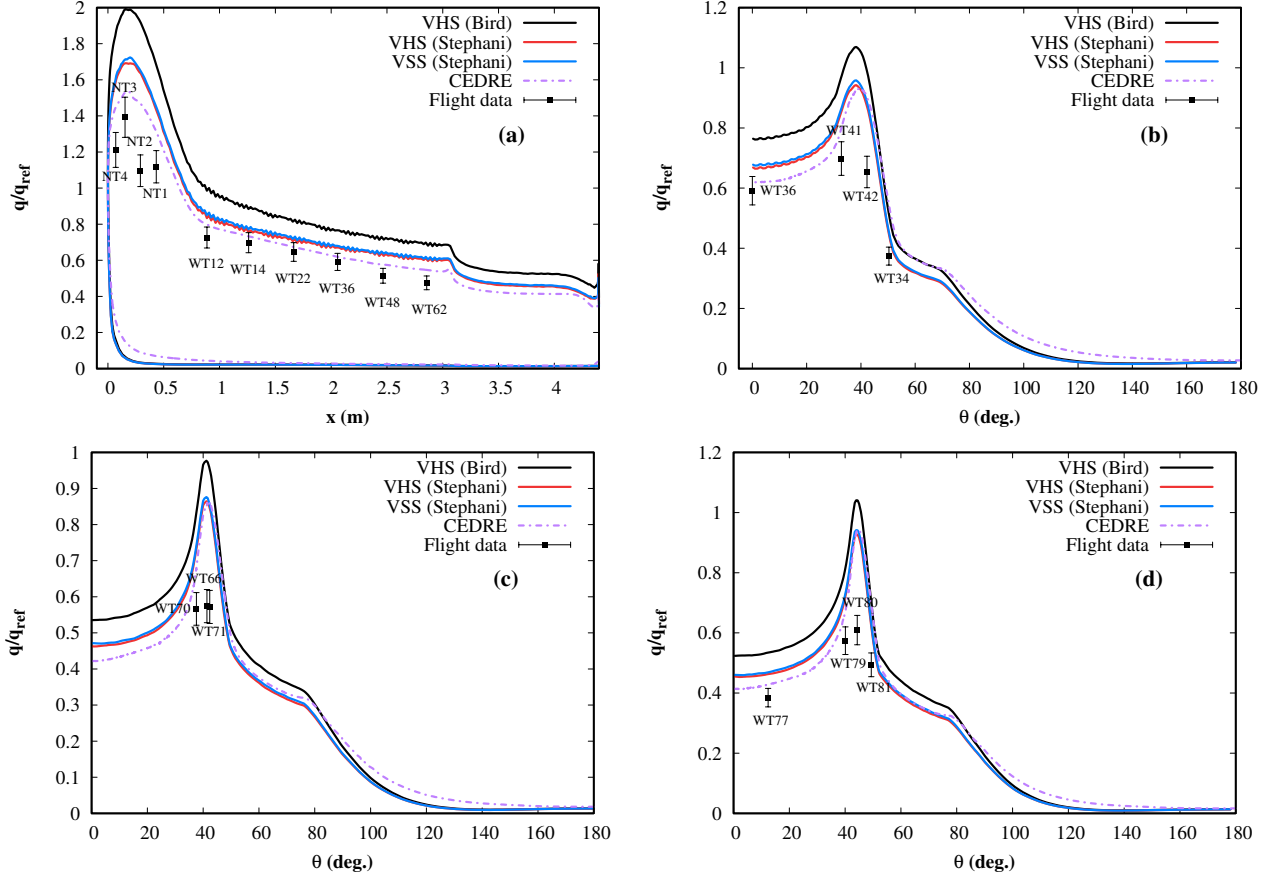 q/q_ref
2
1.8
1.6
1.4
1.2
1
0.8
0.6
0.4
0.2
0
VHS (Bird)
VHS (Stephani)
VSS (Stephani)
CEDRE
Flight data
(a)
NT3
NT2
NT4
NT1
WT12
WT14
WT22
WT36
WT48
WT62
0 0.5 1 1.5 2 2.5 3 3.5 4
x (m)
q/q_ref
1.2
1
0.8
0.6
0.4
0.2
0
VHS (Bird)
VHS (Stephani)
VSS (Stephani)
CEDRE
Flight data
(b)
WT41
WT36
WT42
WT34
0 20 40 60 80 100 120 140 160 180
θ (deg.)
q/q_ref
1
0.9
0.8
0.7
0.6
0.5
0.4
0.3
0.2
0.1
0
VHS (Bird)
VHS (Stephani)
VSS (Stephani)
CEDRE
Flight data
(c)
WT66
WT70
WT71
0 20 40 60 80 100 120 140 160 180
θ (deg.)
q/q_ref
1.2
1
0.8
0.6
0.4
0.2
0
VHS (Bird)
VHS (Stephani)
VSS (Stephani)
CEDRE
Flight data
(d)
WT80
WT79
WT81
WT77
0 20 40 60 80 100 120 140 160 180
θ (deg.)